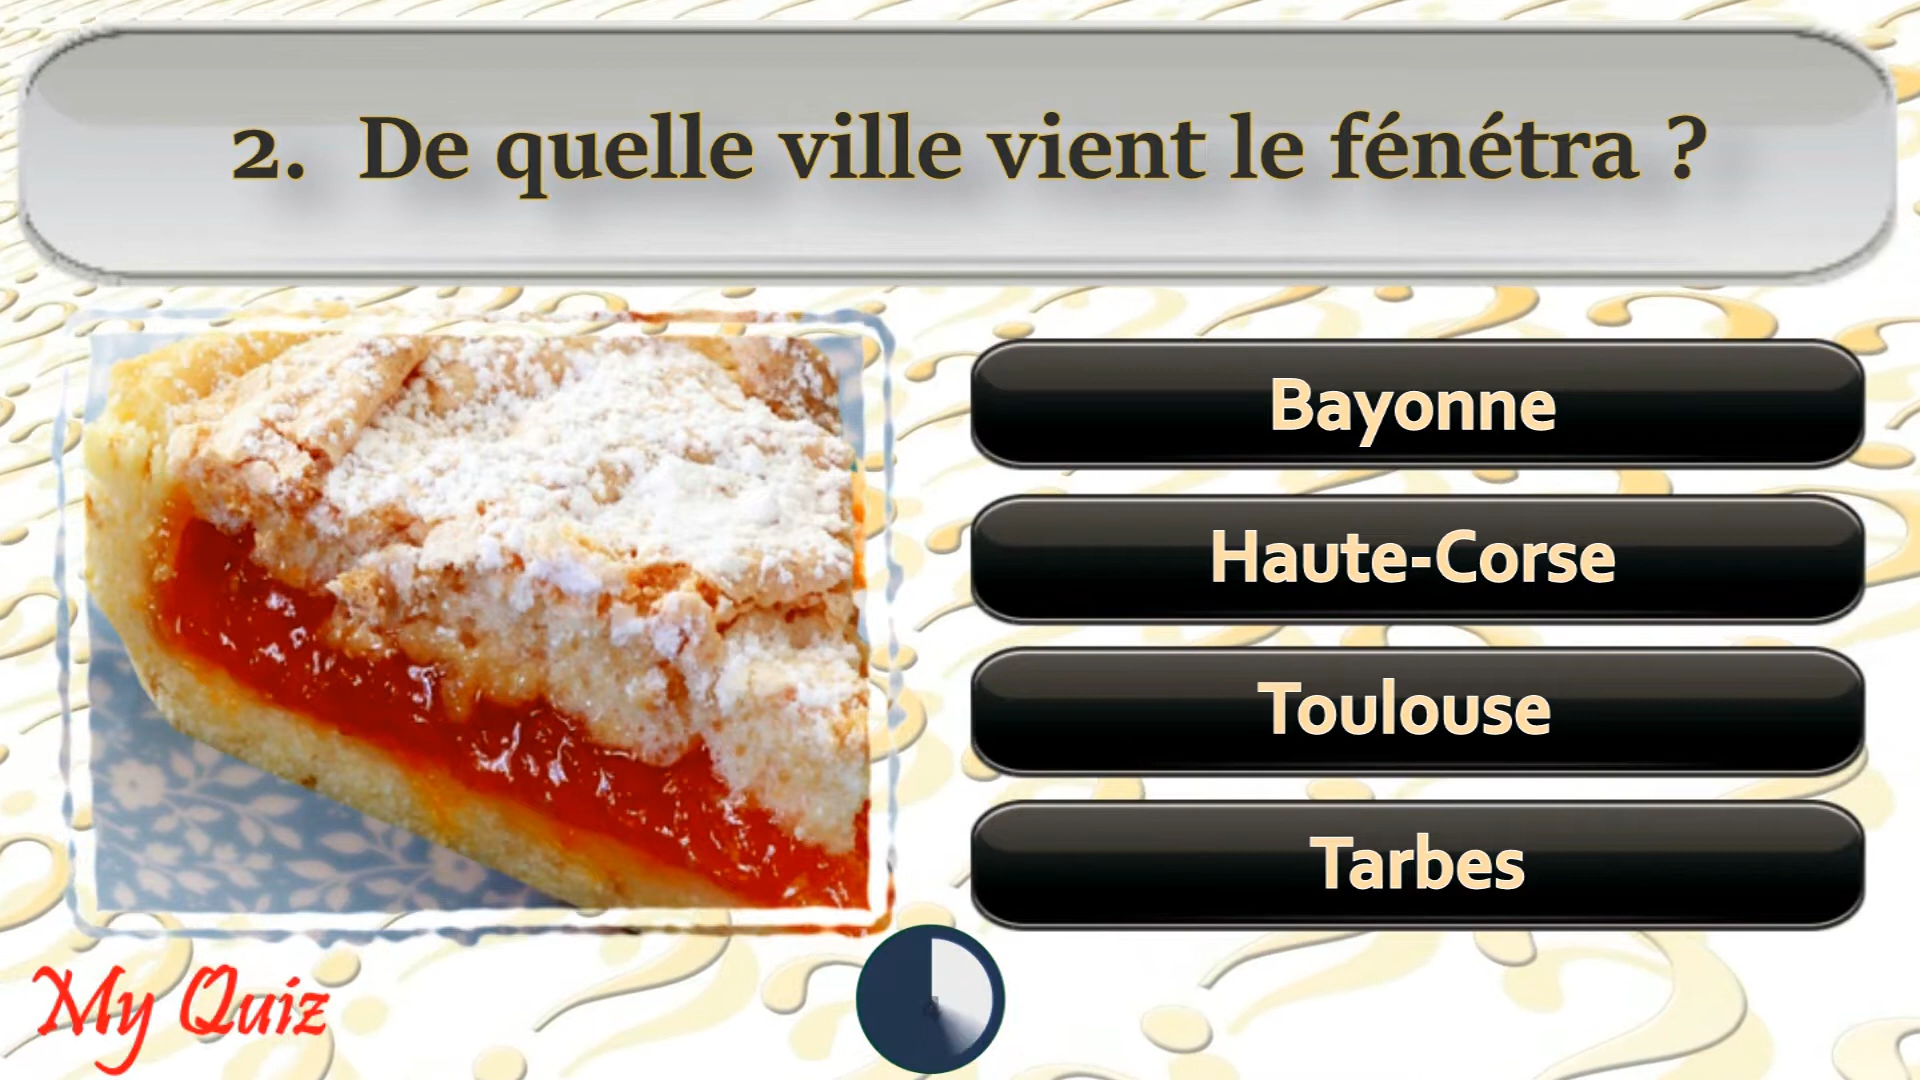 2. De quelle ville vient le fénétra ?
Bayonne
Haute-Corse
Toulouse
Tarbes
My Quiz